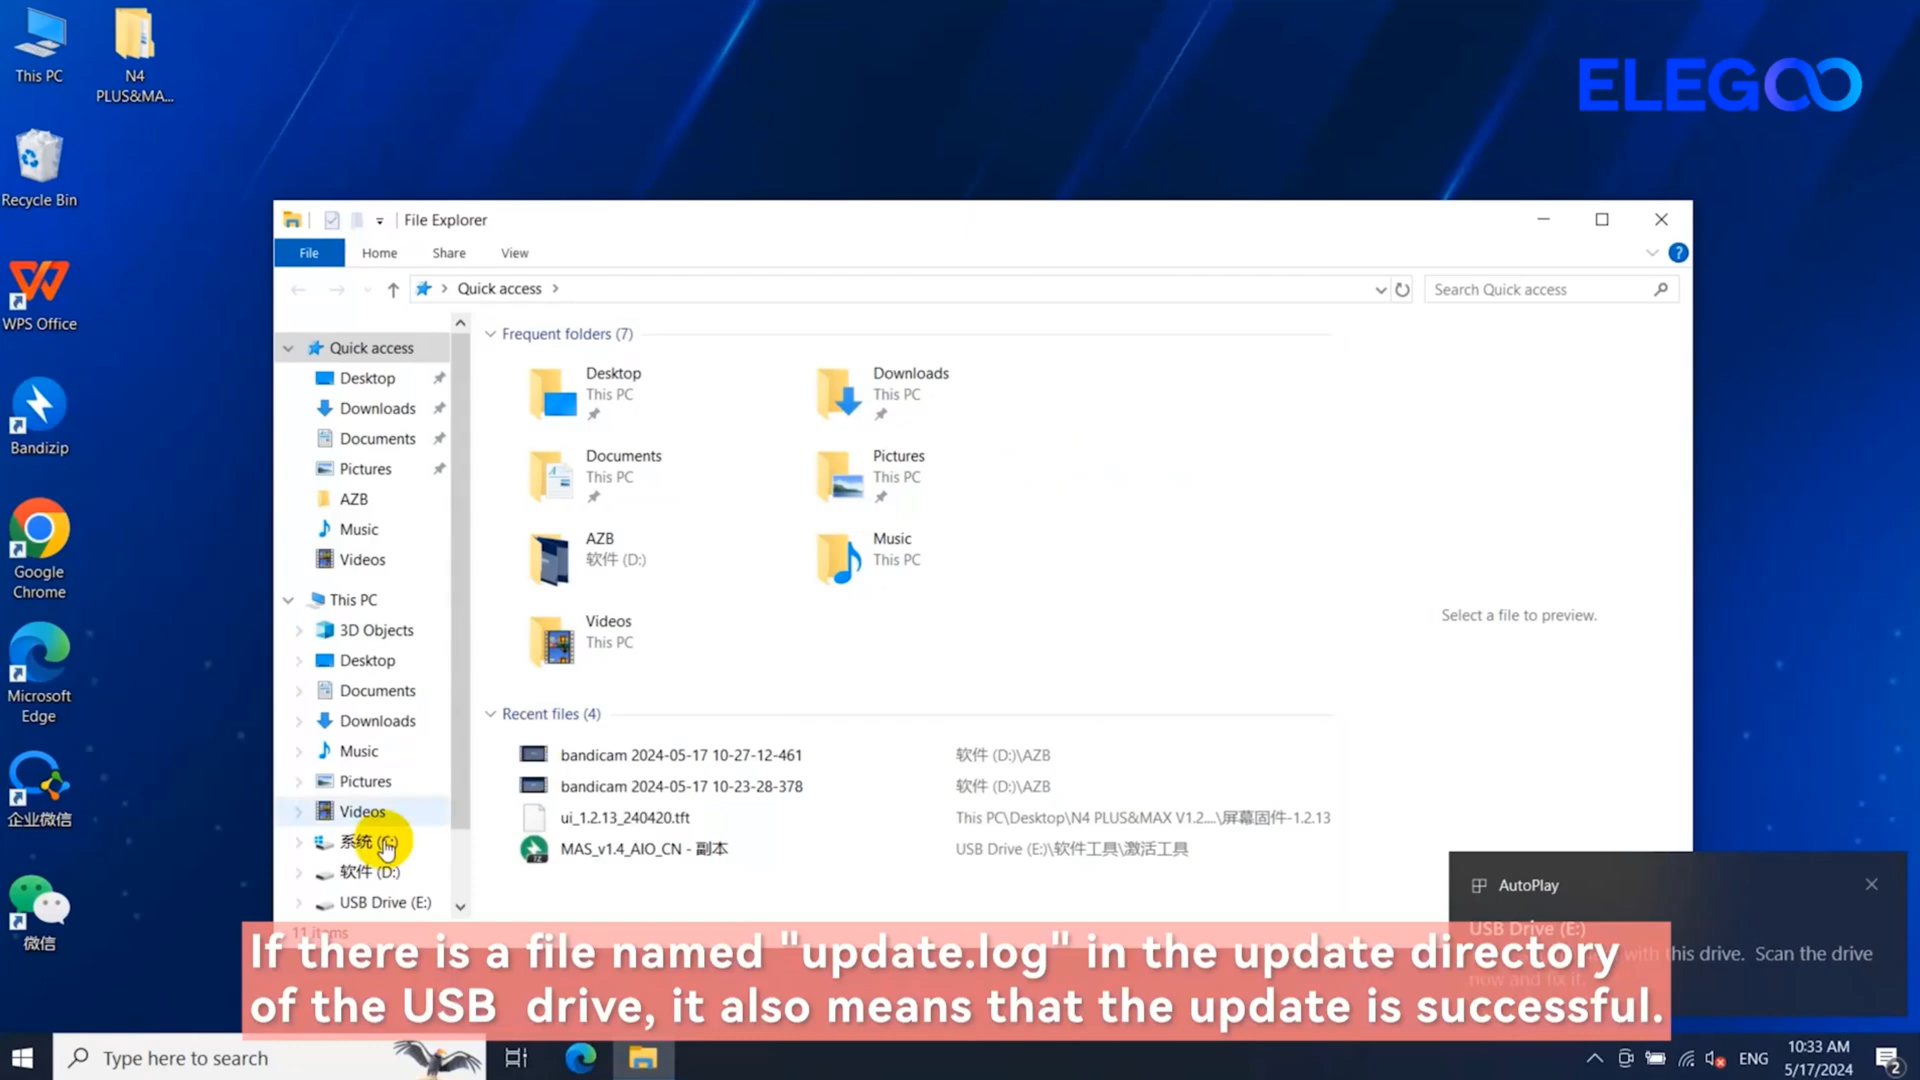 This PC
N4
PLUS&MA...
ELEGOO
Recycle Bin
WPS Office
Bandizip
Google
Chrome
Microsoft
Edge
企业微信
微信
File Explorer
File
Home
Share
View
Quick access
Search Quick access
Quick access
Desktop
Downloads
Documents
Pictures
AZB
Music
Videos
This PC
3D Objects
Desktop
Documents
Downloads
Music
Pictures
Videos
系统 (C:)
软件 (D:)
USB Drive (E:)
11 items
Frequent folders (7)
Desktop
This PC
Downloads
This PC
Documents
This PC
Pictures
This PC
AZB
软件 (D:)
Music
This PC
Videos
This PC
Select a file to preview.
Recent files (4)
bandicam 2024-05-17 10-27-12-461 软件 (D:)\AZB
bandicam 2024-05-17 10-23-28-378 软件 (D:)\AZB
ui_1.2.13_240420.tft This PC\Desktop\N4 PLUS&MAX V1.2....\屏幕固件-1.2.13
MAS_v1.4_AIO_CN - 副本 USB Drive (E:)\软件工具\激活工具
AutoPlay
USB Drive (E:)
with this drive. Scan the drive
now and fix it.
If there is a file named "update.log" in the update directory
of the USB drive, it also means that the update is successful.
Type here to search
ENG
10:33 AM
5/17/2024
2